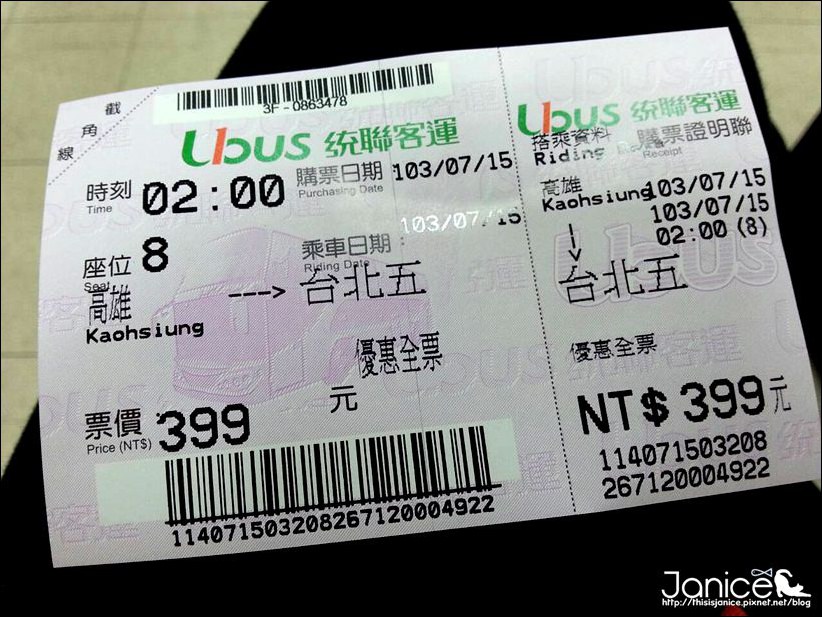 截
角
線
3F-0863478
Ubus 統聯客運
時刻 02:00 購票日期 103/07/15
Time Purchasing Date
座位 8 乘車日期: 103/07/15
Seat Riding Date
高雄 ---> 台北五
Kaohsiung
優惠全票
票價 399 元
Price (NT$)
114071503208267120004922
Ubus 統聯客運
搭乘資料 購票證明聯
Riding Receipt
高雄 103/07/15
Kaohsiung 103/07/15
02:00 (8)
台北五
優惠全票
NT$ 399 元
114071503208
267120004922
Janice
http://thisisjanice.pixnet.net/blog